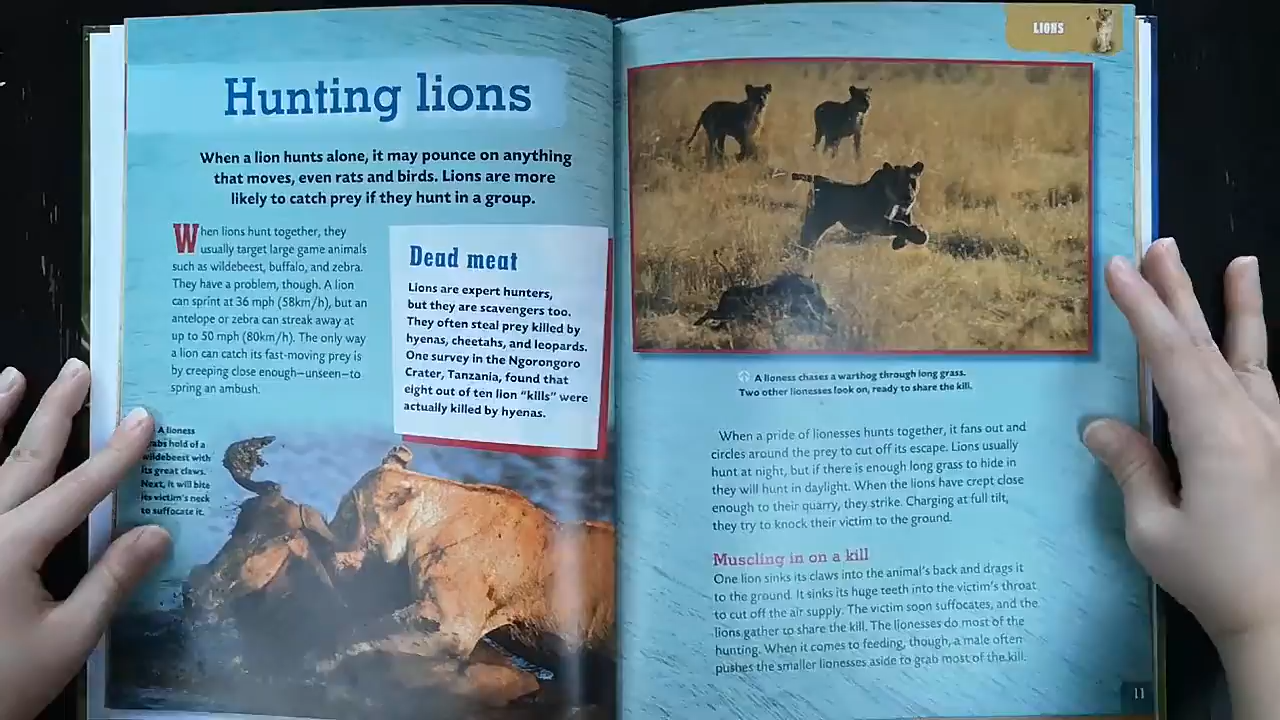 Hunting lions
When a lion hunts alone, it may pounce on anything
that moves, even rats and birds. Lions are more
likely to catch prey if they hunt in a group.
When lions hunt together, they
usually target large game animals
such as wildebeest, buffalo, and zebra.
They have a problem, though. A lion
can sprint at 36 mph (58km/h), but an
antelope or zebra can streak away at
up to 50 mph (80km/h). The only way
a lion can catch its fast-moving prey is
by creeping close enough—unseen—to
spring an ambush.
Dead meat
Lions are expert hunters,
but they are scavengers too.
They often steal prey killed by
hyenas, cheetahs, and leopards.
One survey in the Ngorongoro
Crater, Tanzania, found that
eight out of ten lion “kills” were
actually killed by hyenas.
A lioness
abs hold of a
wildebeest with
its great claws.
Next, it will bite
its victim's neck
to suffocate it.
LIONS
A lioness chases a warthog through long grass.
Two other lionesses look on, ready to share the kill.
When a pride of lionesses hunts together, it fans out and
circles around the prey to cut off its escape. Lions usually
hunt at night, but if there is enough long grass to hide in
they will hunt in daylight. When the lions have crept close
enough to their quarry, they strike. Charging at full tilt,
they try to knock their victim to the ground.
Muscling in on a kill
One lion sinks its claws into the animal's back and drags it
to the ground. It sinks its huge teeth into the victim's throat
to cut off the air supply. The victim soon suffocates, and the
lions gather to share the kill. The lionesses do most of the
hunting. When it comes to feeding, though, a male often
pushes the smaller lionesses aside to grab most of the kill.
11